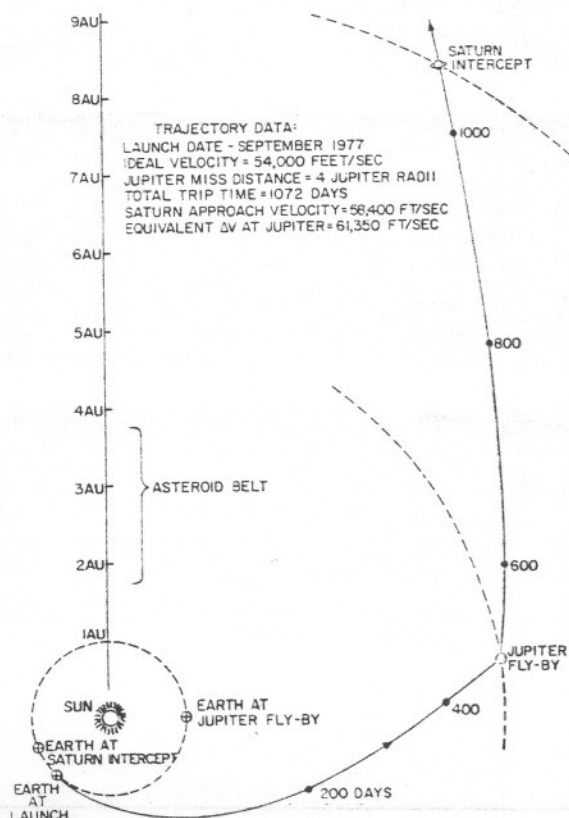 9AU
SATURN
INTERCEPT
8AU
1000
TRAJECTORY DATA:
LAUNCH DATE - SEPTEMBER 1977
IDEAL VELOCITY = 54,000 FEET/SEC
JUPITER MISS DISTANCE = 4 JUPITER RADII
TOTAL TRIP TIME = 1072 DAYS
SATURN APPROACH VELOCITY = 58,400 FT/SEC
EQUIVALENT ΔV AT JUPITER = 61,350 FT/SEC
7AU
6AU
5AU
800
4AU
3AU
ASTEROID BELT
2AU
600
1AU
JUPITER
FLY-BY
SUN
EARTH AT
JUPITER FLY-BY
400
EARTH AT
SATURN INTERCEPT
EARTH
AT
LAUNCH
200 DAYS